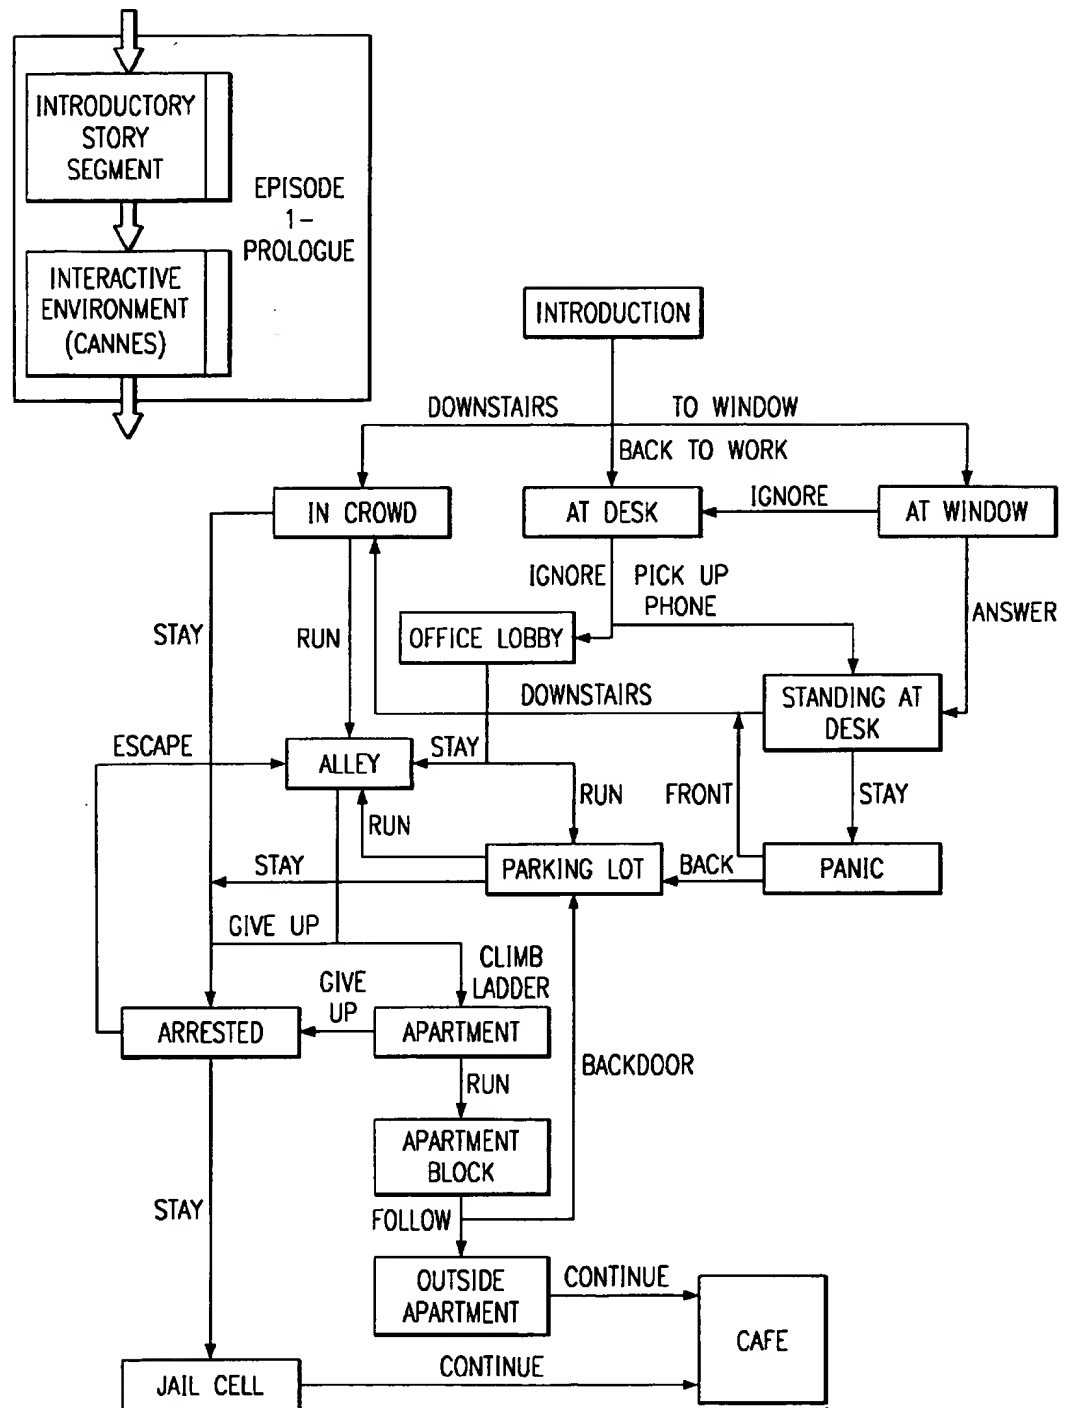 INTRODUCTORY
STORY
SEGMENT
EPISODE
1-
PROLOGUE
INTERACTIVE
ENVIRONMENT
(CANNES)
INTRODUCTION
DOWNSTAIRS
TO WINDOW
BACK TO WORK
IN CROWD
AT DESK
IGNORE
AT WINDOW
IGNORE
PICK UP
PHONE
ANSWER
STAY
RUN
OFFICE LOBBY
DOWNSTAIRS
STANDING AT
DESK
ESCAPE
ALLEY
STAY
RUN
FRONT
STAY
RUN
STAY
PARKING LOT
BACK
PANIC
GIVE UP
CLIMB
LADDER
GIVE
UP
ARRESTED
APARTMENT
BACKDOOR
RUN
APARTMENT
BLOCK
STAY
FOLLOW
OUTSIDE
APARTMENT
CONTINUE
CAFE
JAIL CELL
CONTINUE